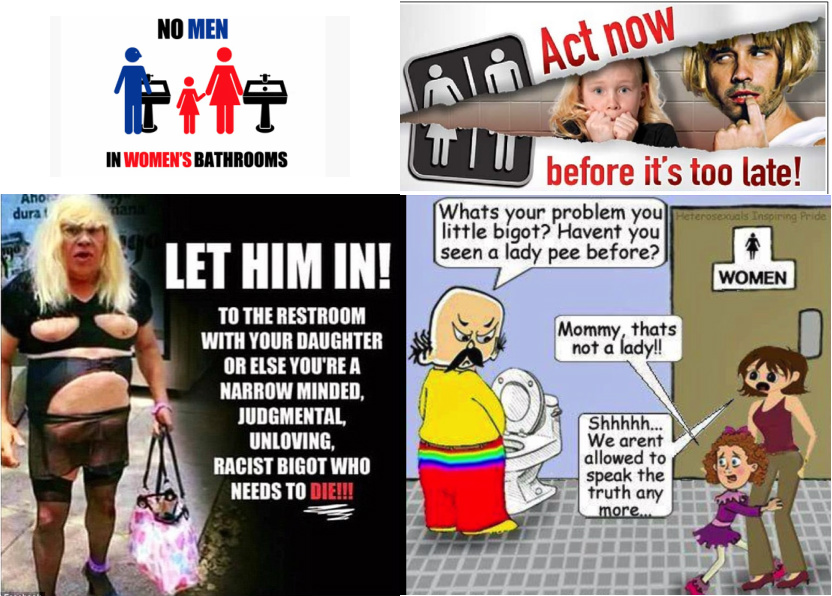 NO MEN
IN WOMEN'S BATHROOMS
Act now
before it's too late!
dura
LET HIM IN!
TO THE RESTROOM
WITH YOUR DAUGHTER
OR ELSE YOU'RE A
NARROW MINDED,
JUDGMENTAL,
UNLOVING,
RACIST BIGOT WHO
NEEDS TO DIE!!!
Whats your problem you
little bigot? Havent you
seen a lady pee before?
Heterosexuals Inspiring Pride
WOMEN
Mommy, thats
not a lady!!
Shhhhh...
We arent
allowed to
speak the
truth any
more...